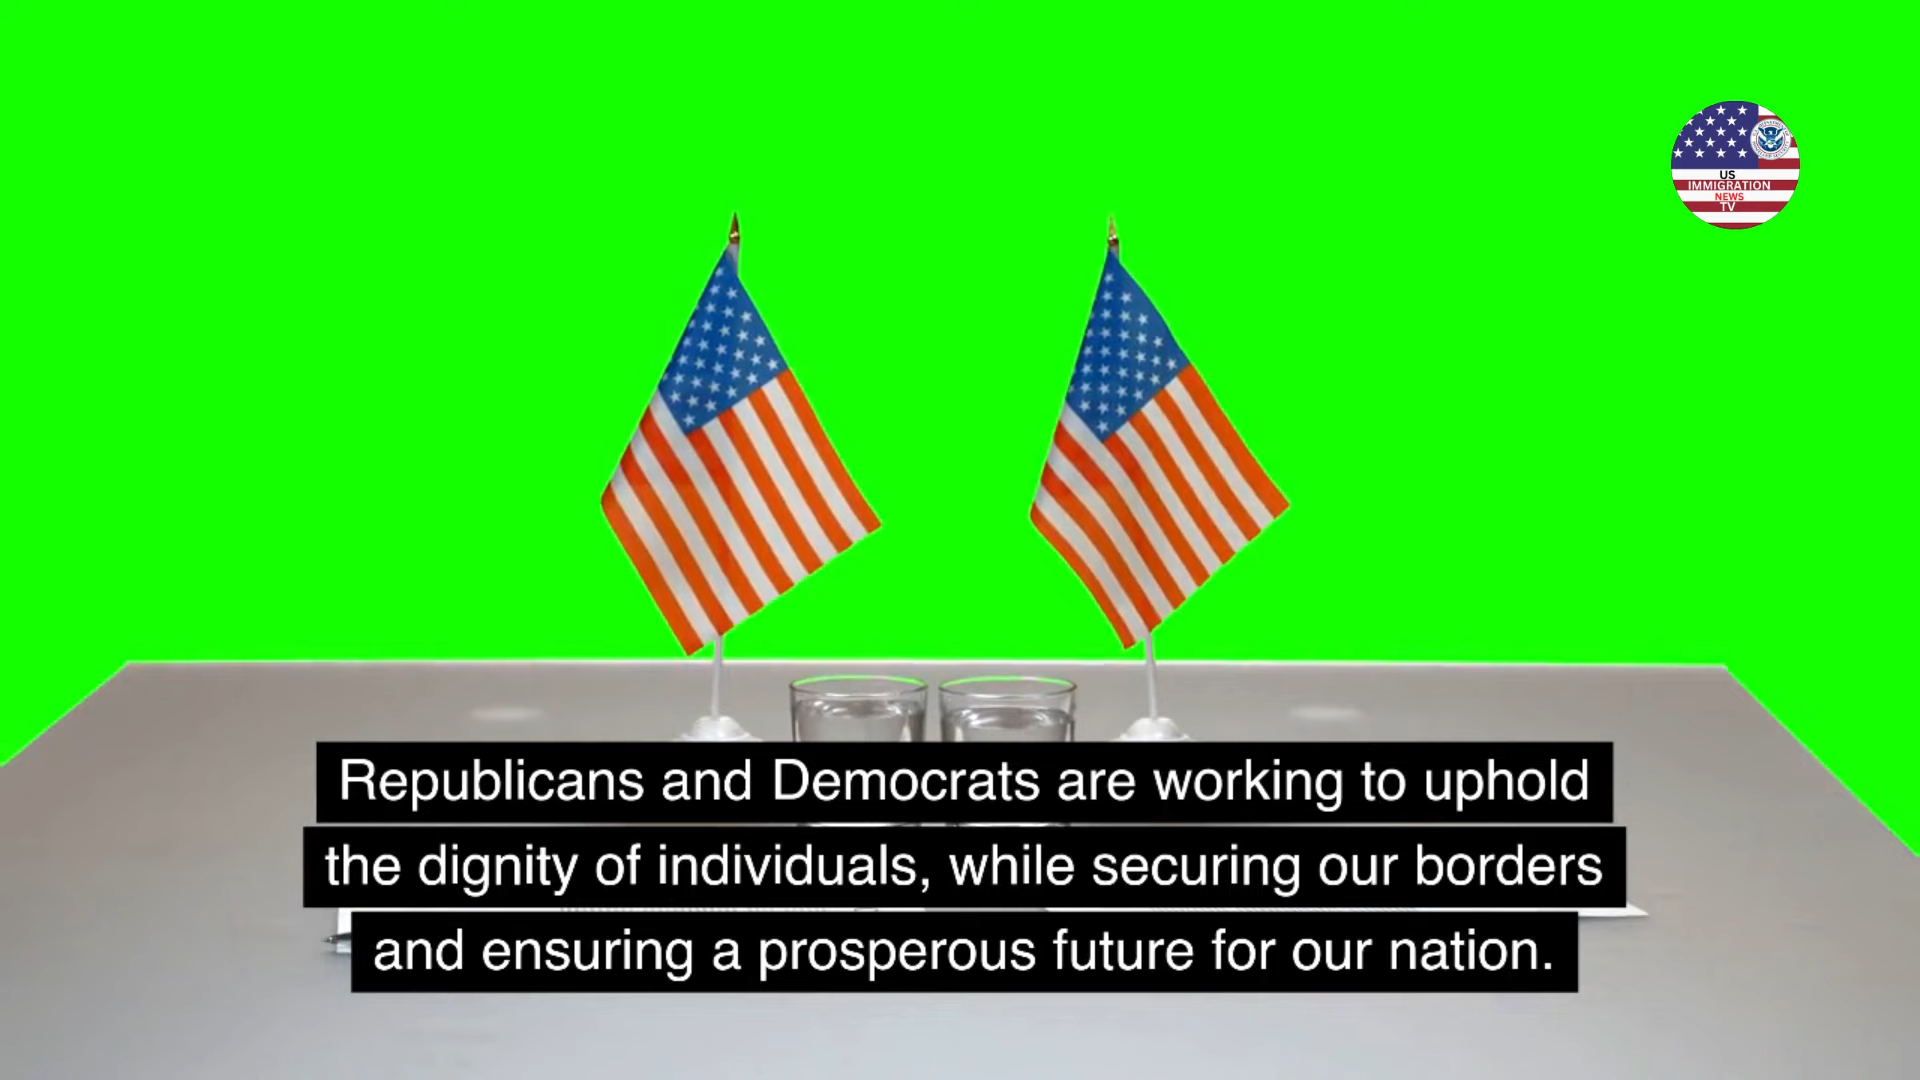 US
IMMIGRATION
NEWS
TV
Republicans and Democrats are working to uphold
the dignity of individuals, while securing our borders
and ensuring a prosperous future for our nation.